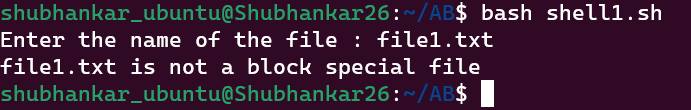 shubhankar_ubuntu@Shubhankar26:~/AB$ bash shell1.sh
Enter the name of the file : file1.txt
file1.txt is not a block special file
shubhankar_ubuntu@Shubhankar26:~/AB$